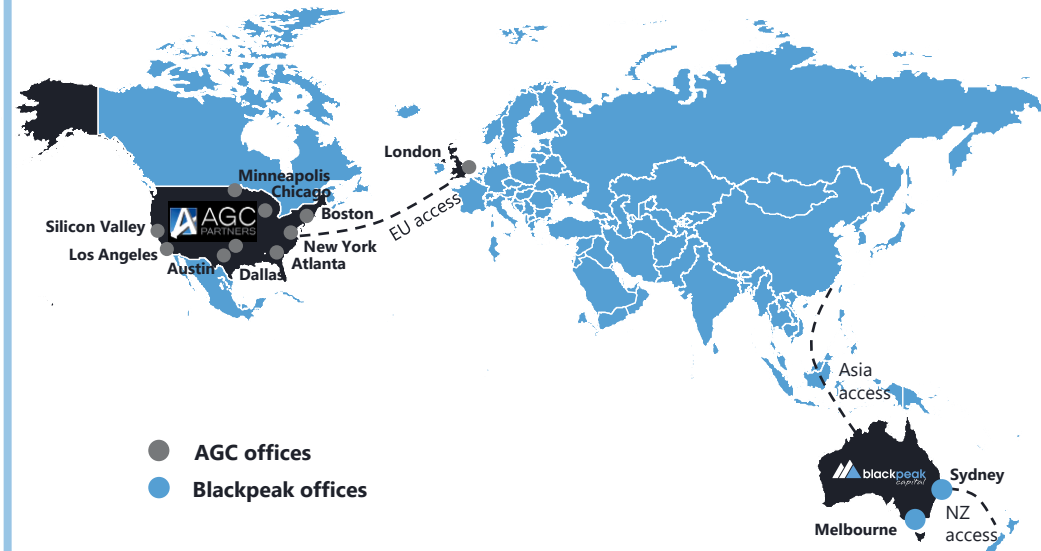 London
Minneapolis
Chicago
AGC
PARTNERS
Boston
Silicon Valley
EU access
New York
Los Angeles
Atlanta
Austin
Dallas
Asia
access
AGC offices
blackpeak
capital
Sydney
Blackpeak offices
NZ
access
Melbourne